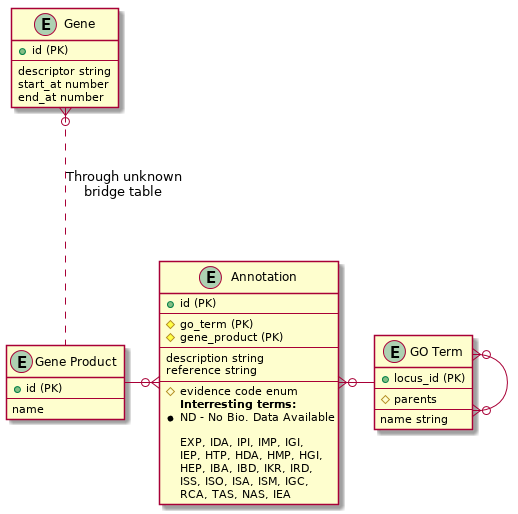 E Gene
id (PK)
descriptor string
start_at number
end_at number
Through unknown
bridge table
E Annotation
id (PK)
go_term (PK)
gene_product (PK)
description string
reference string
evidence code enum
Interresting terms:
ND - No Bio. Data Available
EXP, IDA, IPI, IMP, IGI,
IEP, HTP, HDA, HMP, HGI,
HEP, IBA, IBD, IKR, IRD,
ISS, ISO, ISA, ISM, IGC,
RCA, TAS, NAS, IEA
E Gene Product
id (PK)
name
E GO Term
locus_id (PK)
parents
name string